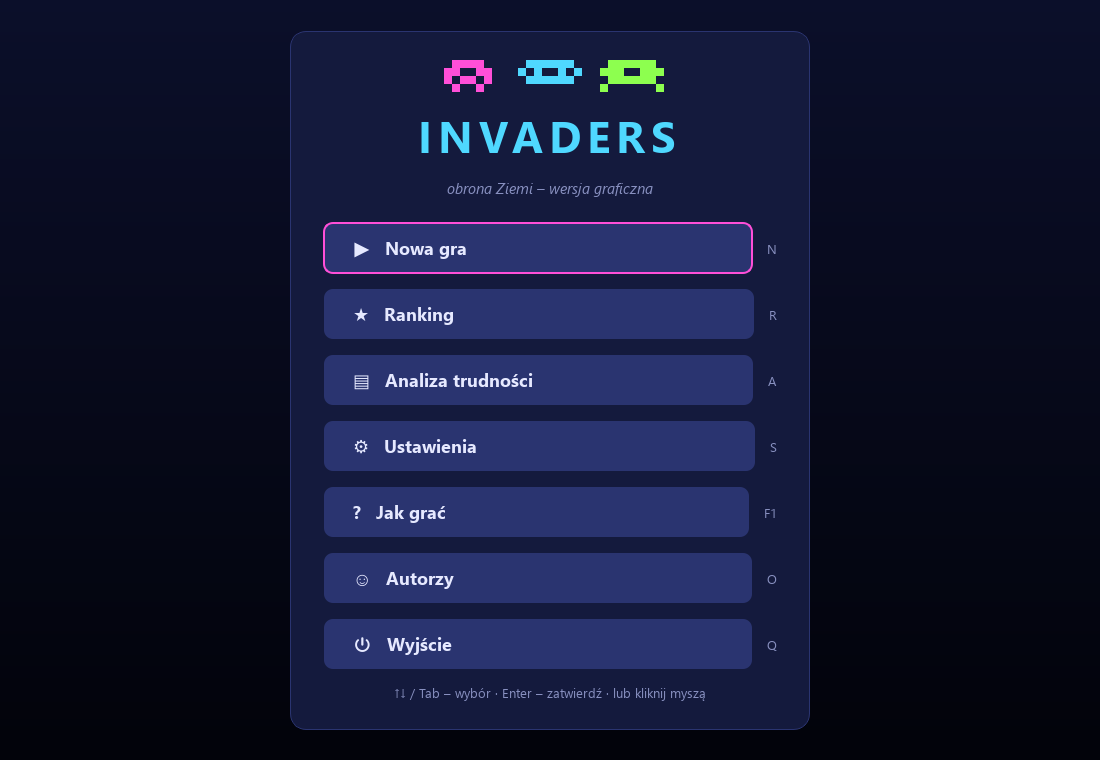 INVADERS
obrona Ziemi – wersja graficzna
▶ Nowa gra N
★ Ranking R
▤ Analiza trudności A
⚙ Ustawienia S
? Jak grać F1
☺ Autorzy O
⏻ Wyjście Q
↑↓ / Tab – wybór · Enter – zatwierdź · lub kliknij myszą